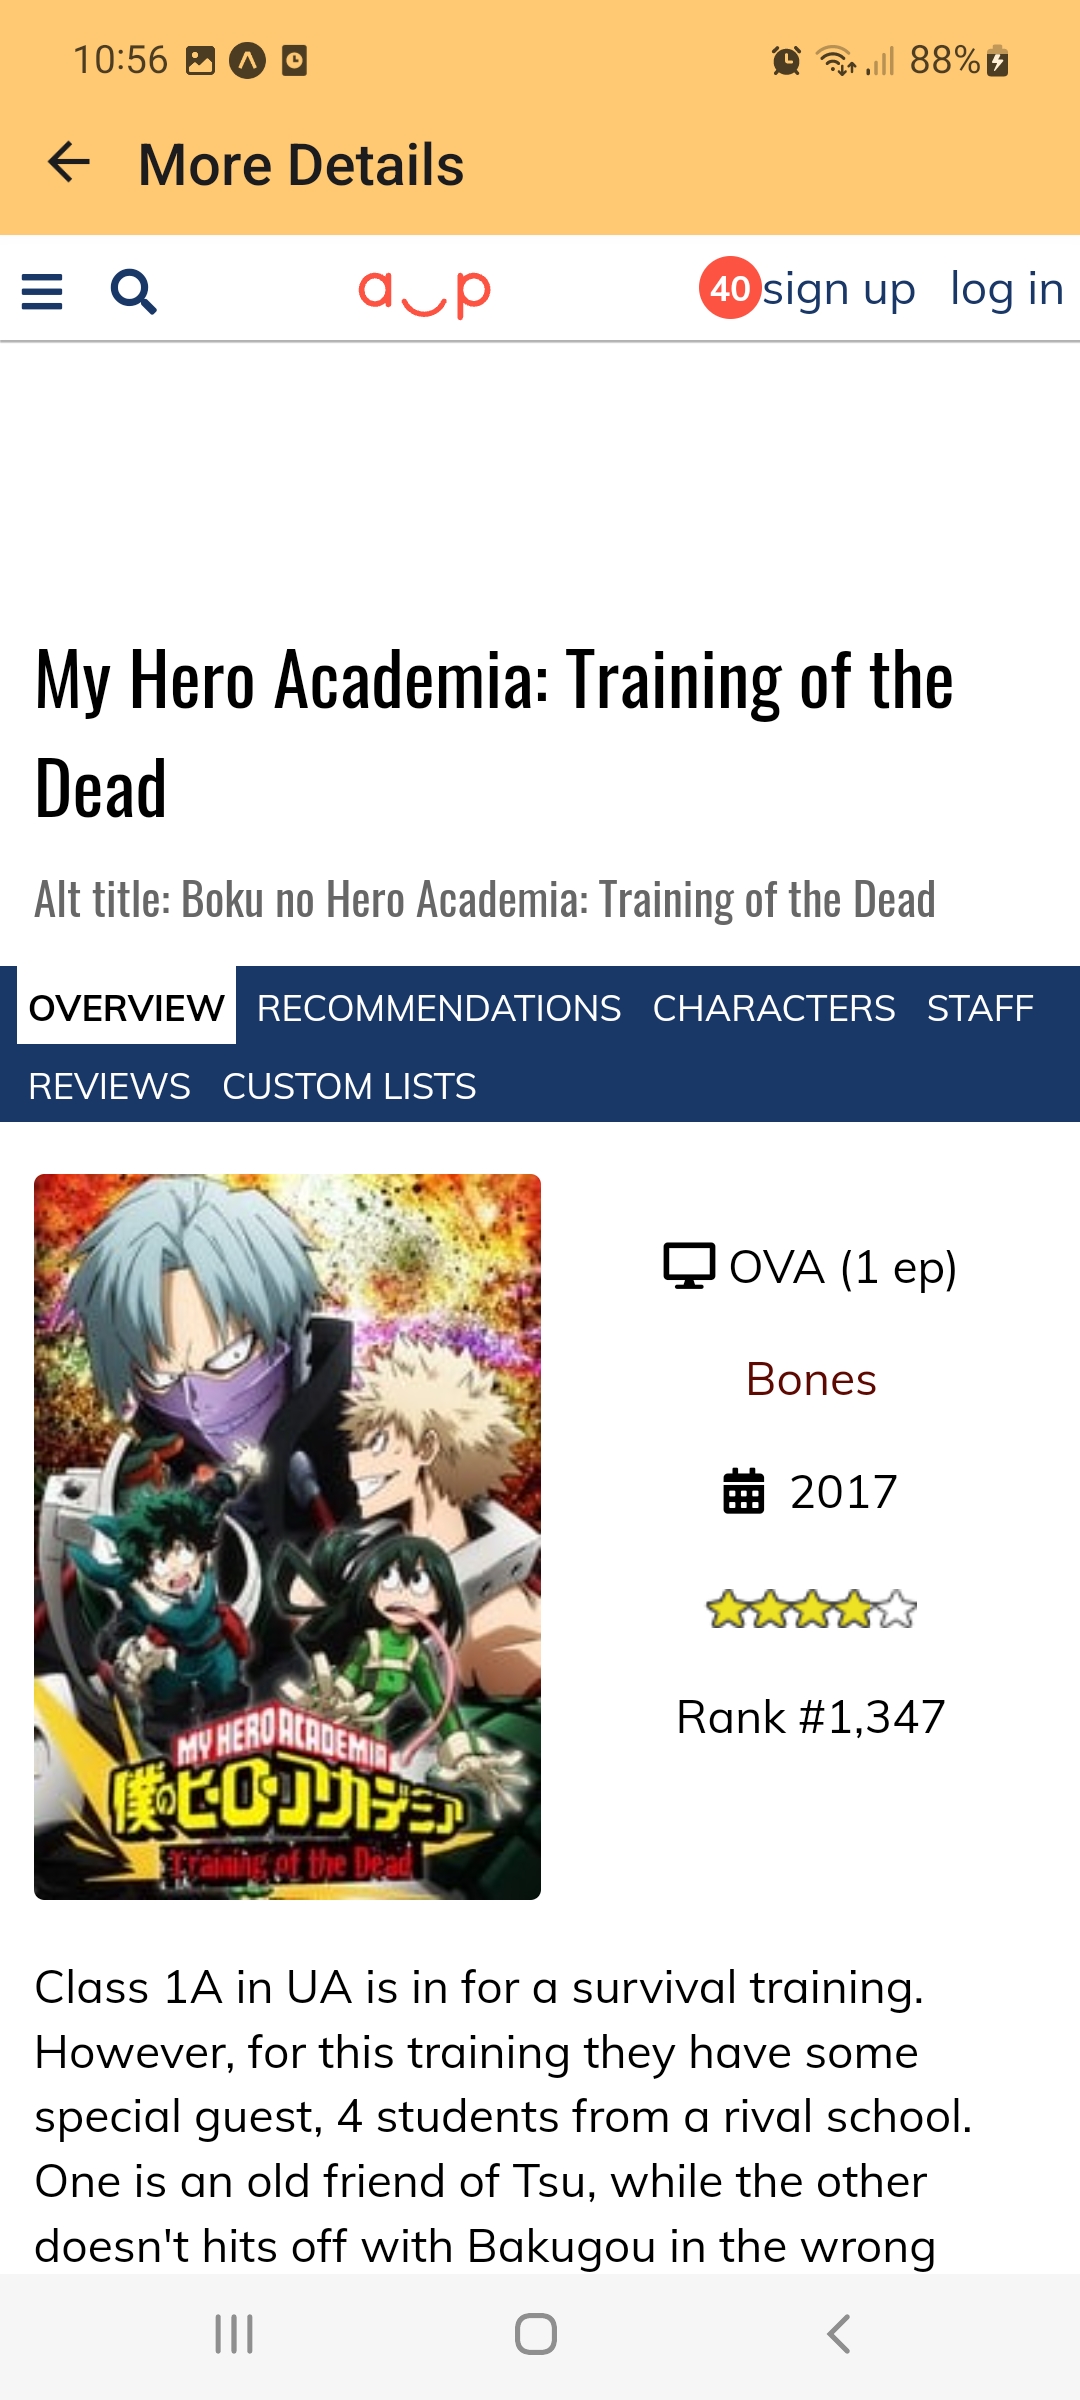 10:56
88%
More Details
a‿p
40
sign up
log in
My Hero Academia: Training of the
Dead
Alt title: Boku no Hero Academia: Training of the Dead
OVERVIEW RECOMMENDATIONS CHARACTERS STAFF
REVIEWS CUSTOM LISTS
MY HERO ACADEMIA
僕のヒーローアカデミア
Training of the Dead
OVA (1 ep)
Bones
2017
Rank #1,347
Class 1A in UA is in for a survival training.
However, for this training they have some
special guest, 4 students from a rival school.
One is an old friend of Tsu, while the other
doesn't hits off with Bakugou in the wrong